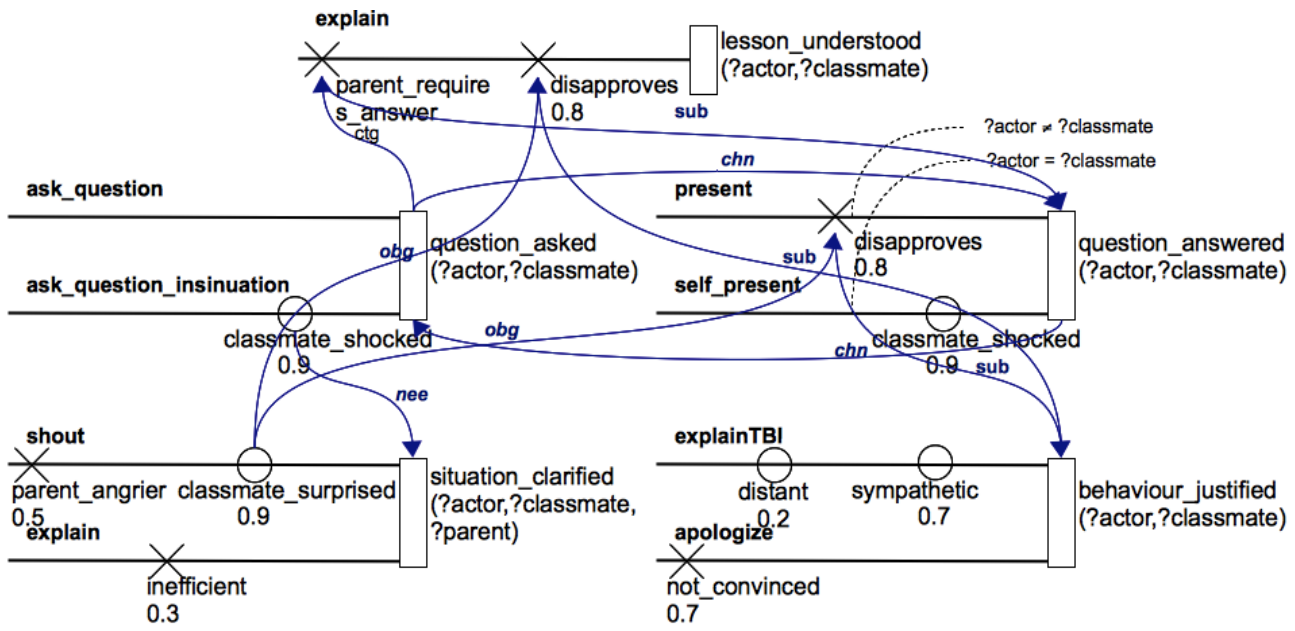 explain
lesson_understood
(?actor,?classmate)
parent_require
s_answer
disapproves
0.8
ctg
sub
?actor ≠ ?classmate
?actor = ?classmate
chn
ask_question
present
question_asked
(?actor,?classmate)
obg
disapproves
0.8
sub
question_answered
(?actor,?classmate)
ask_question_insinuation
self_present
classmate_shocked
0.9
obg
classmate_shocked
0.9
chn
sub
nee
shout
explainTBI
parent_angrier
0.5
classmate_surprised
0.9
situation_clarified
(?actor,?classmate,
?parent)
distant
0.2
sympathetic
0.7
behaviour_justified
(?actor,?classmate)
explain
apologize
inefficient
0.3
not_convinced
0.7